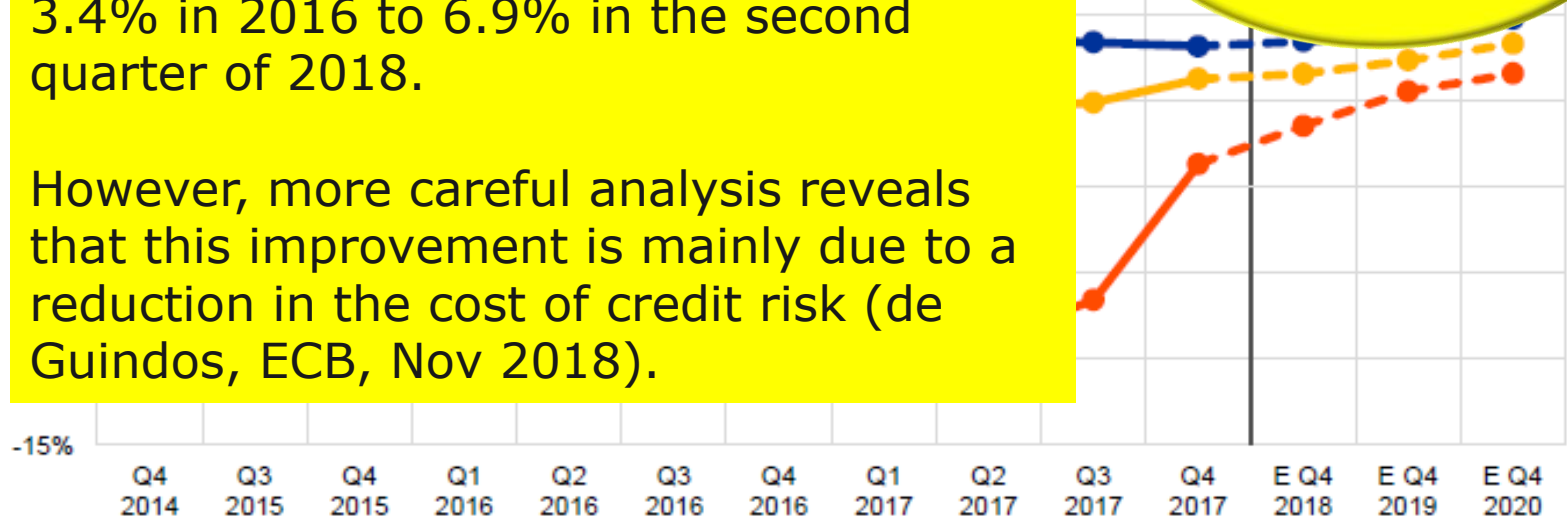 3.4% in 2016 to 6.9% in the second
quarter of 2018.
However, more careful analysis reveals
that this improvement is mainly due to a
reduction in the cost of credit risk (de
Guindos, ECB, Nov 2018).
-15%
Q4 Q3 Q4 Q1 Q2 Q3 Q4 Q1 Q2 Q3 Q4 E Q4 E Q4 E Q4
2014 2015 2015 2016 2016 2016 2016 2017 2017 2017 2017 2018 2019 2020